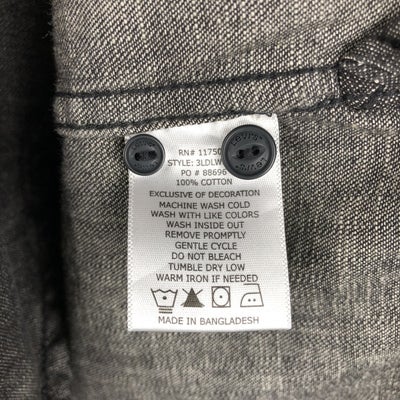 RN# 11750
STYLE: 3LDLW
PO # 88696
100% COTTON
EXCLUSIVE OF DECORATION
MACHINE WASH COLD
WASH WITH LIKE COLORS
WASH INSIDE OUT
REMOVE PROMPTLY
GENTLE CYCLE
DO NOT BLEACH
TUMBLE DRY LOW
WARM IRON IF NEEDED
MADE IN BANGLADESH